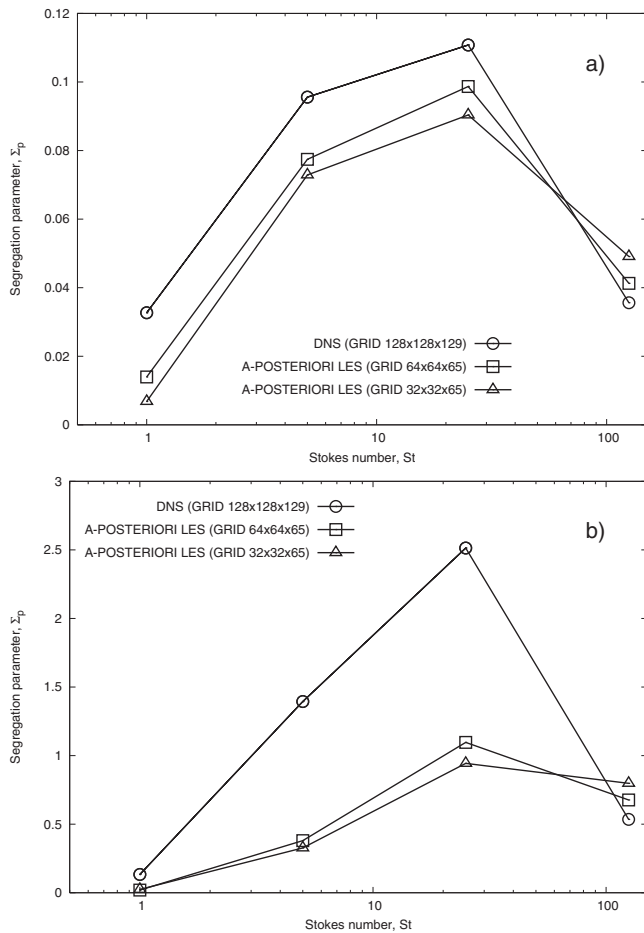 0.12
a)
0.1
0.08
0.06
0.04
0.02
0
Segregation parameter, Σp
DNS (GRID 128x128x129)
A-POSTERIORI LES (GRID 64x64x65)
A-POSTERIORI LES (GRID 32x32x65)
1 10 100
Stokes number, St
3
b)
2.5
2
1.5
1
0.5
0
Segregation parameter, Σp
DNS (GRID 128x128x129)
A-POSTERIORI LES (GRID 64x64x65)
A-POSTERIORI LES (GRID 32x32x65)
1 10 100
Stokes number, St